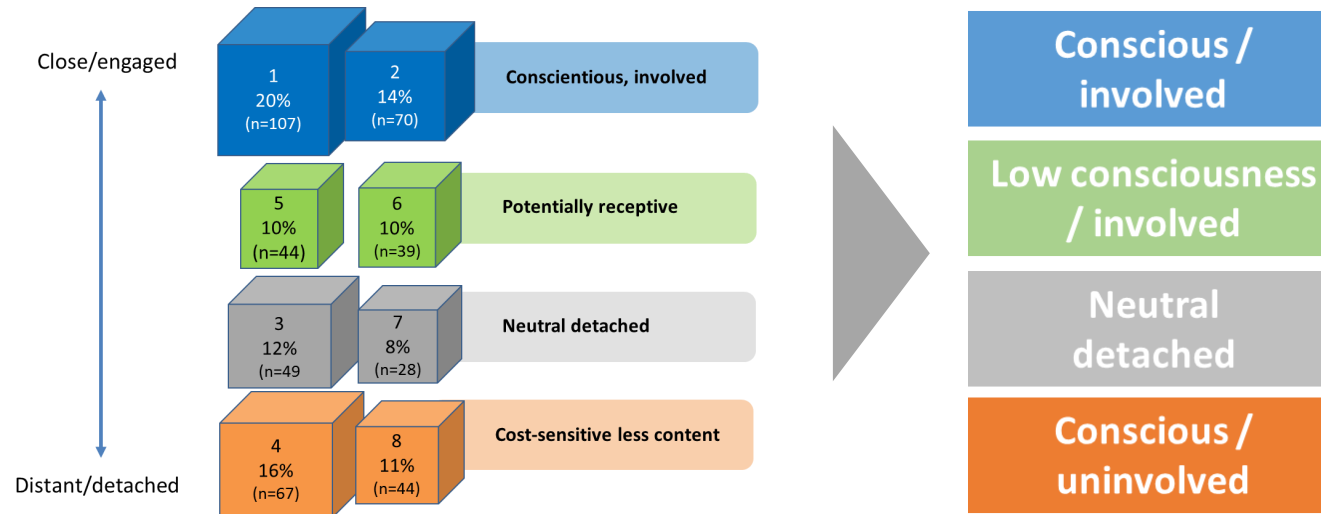 Close/engaged
1
20%
(n=107)
2
14%
(n=70)
Conscientious, involved
5
10%
(n=44)
6
10%
(n=39)
Potentially receptive
3
12%
(n=49
7
8%
(n=28)
Neutral detached
4
16%
(n=67)
8
11%
(n=44)
Cost-sensitive less content
Distant/detached
Conscious /
involved
Low consciousness
/ involved
Neutral
detached
Conscious /
uninvolved